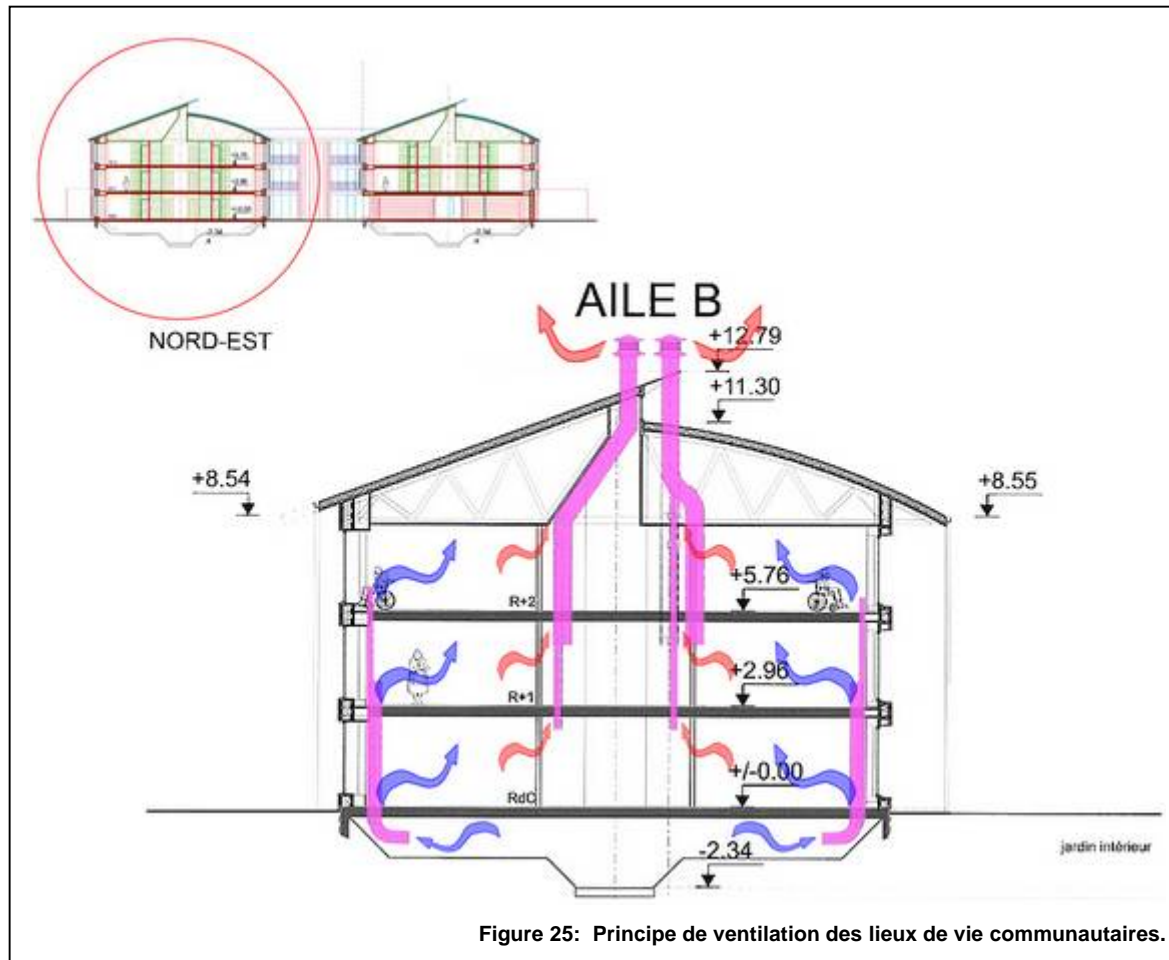 NORD-EST
AILE B
+12.79
+11.30
+8.54
+8.55
+5.76
R+2
+2.96
R+1
+/-0.00
RdC
-2.34
jardin intérieur
Figure 25: Principe de ventilation des lieux de vie communautaires.